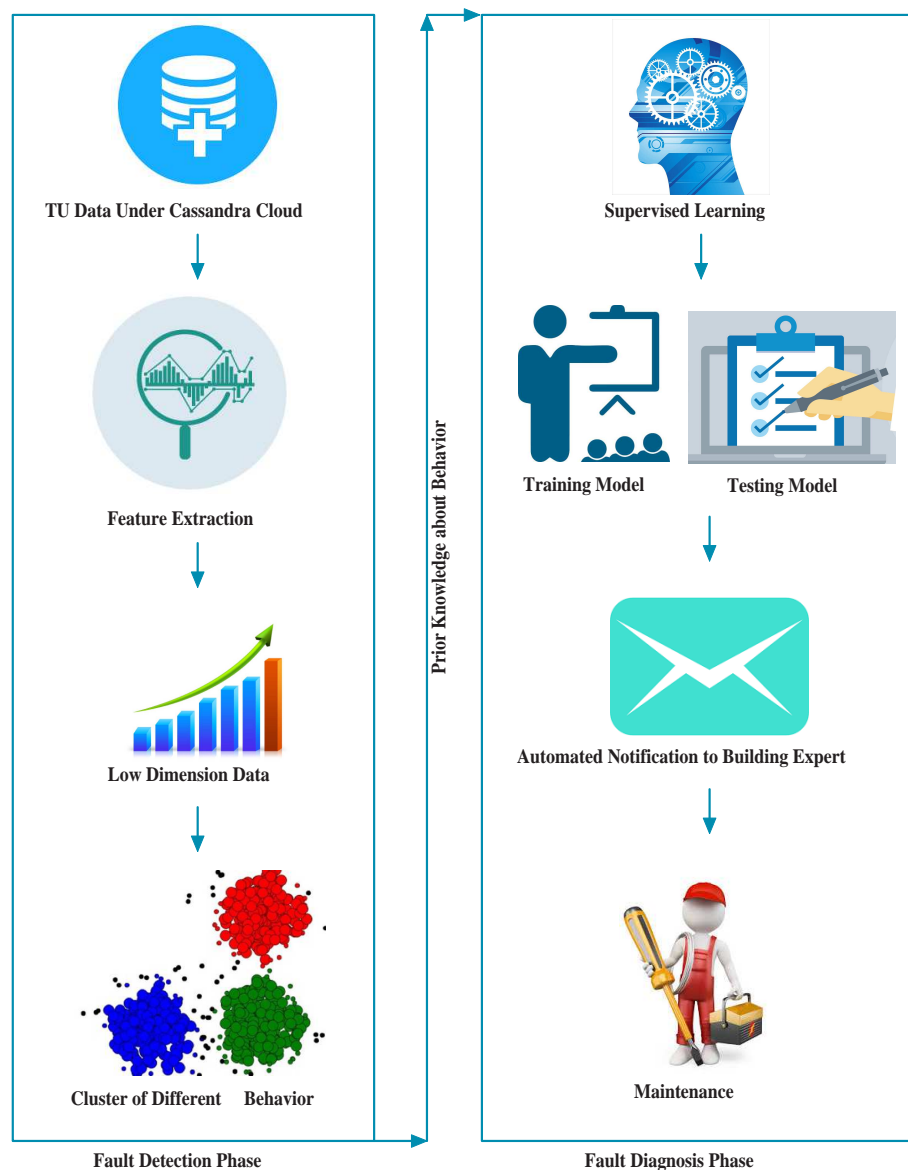 TU Data Under Cassandra Cloud
Feature Extraction
Low Dimension Data
Cluster of Different Behavior
Fault Detection Phase
Prior Knowledge about Behavior
Supervised Learning
Training Model
Testing Model
Automated Notification to Building Expert
Maintenance
Fault Diagnosis Phase